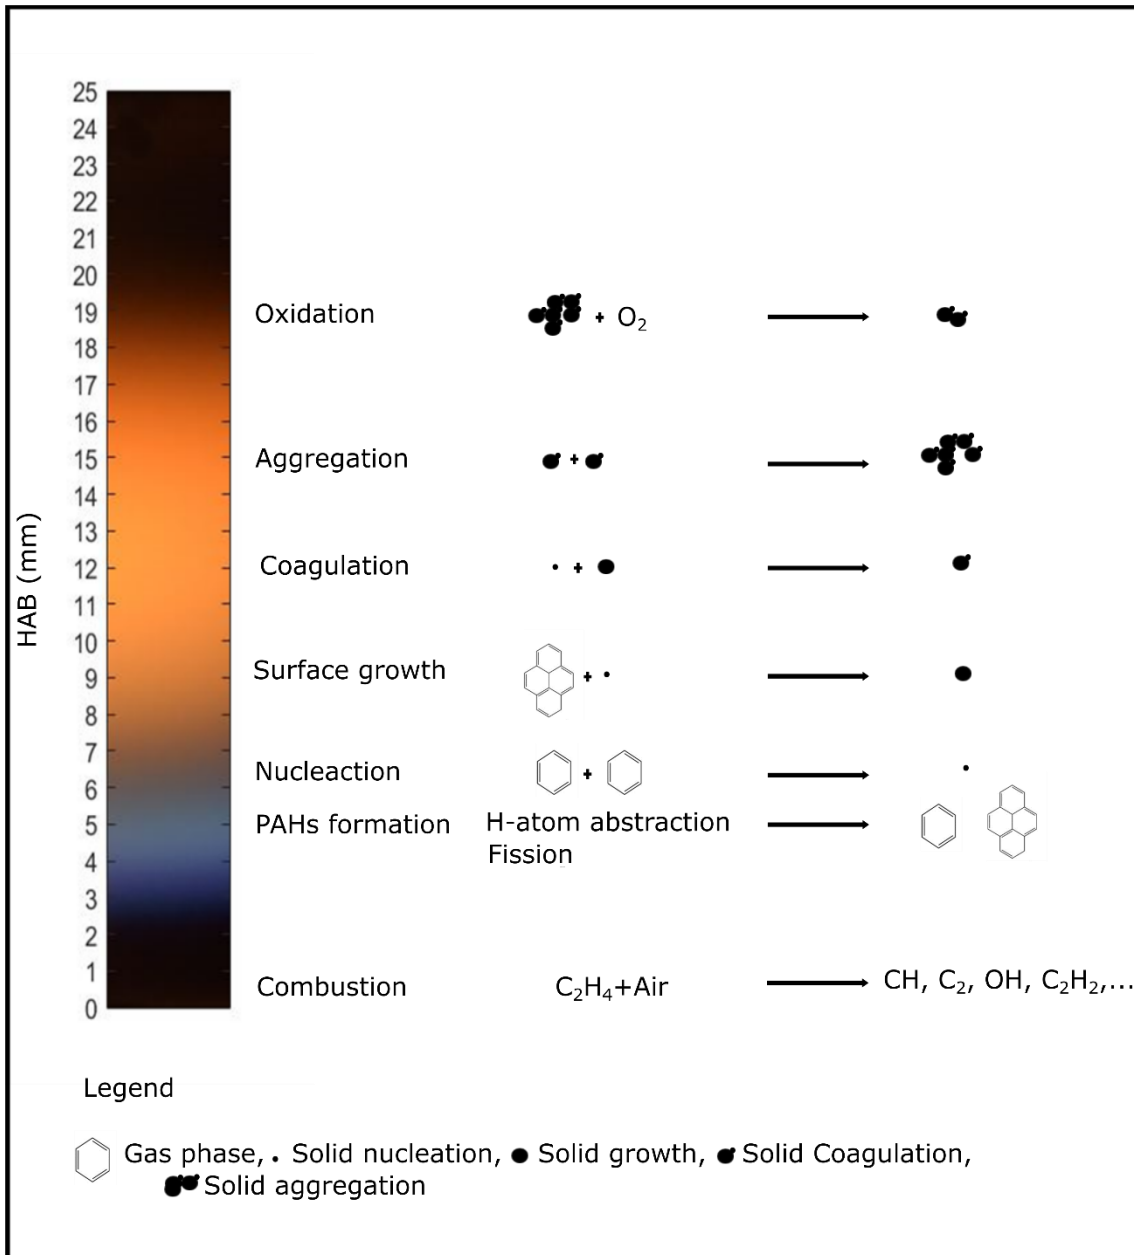 25
24
23
22
21
20
19
18
17
16
15
14
13
12
11
10
9
8
7
6
5
4
3
2
1
0
HAB (mm)
Oxidation + O₂
Aggregation +
Coagulation +
Surface growth +
Nucleaction +
PAHs formation H-atom abstraction
Fission
Combustion C₂H₄+Air CH, C₂, OH, C₂H₂,...
Legend
Gas phase, Solid nucleation, Solid growth, Solid Coagulation,
Solid aggregation